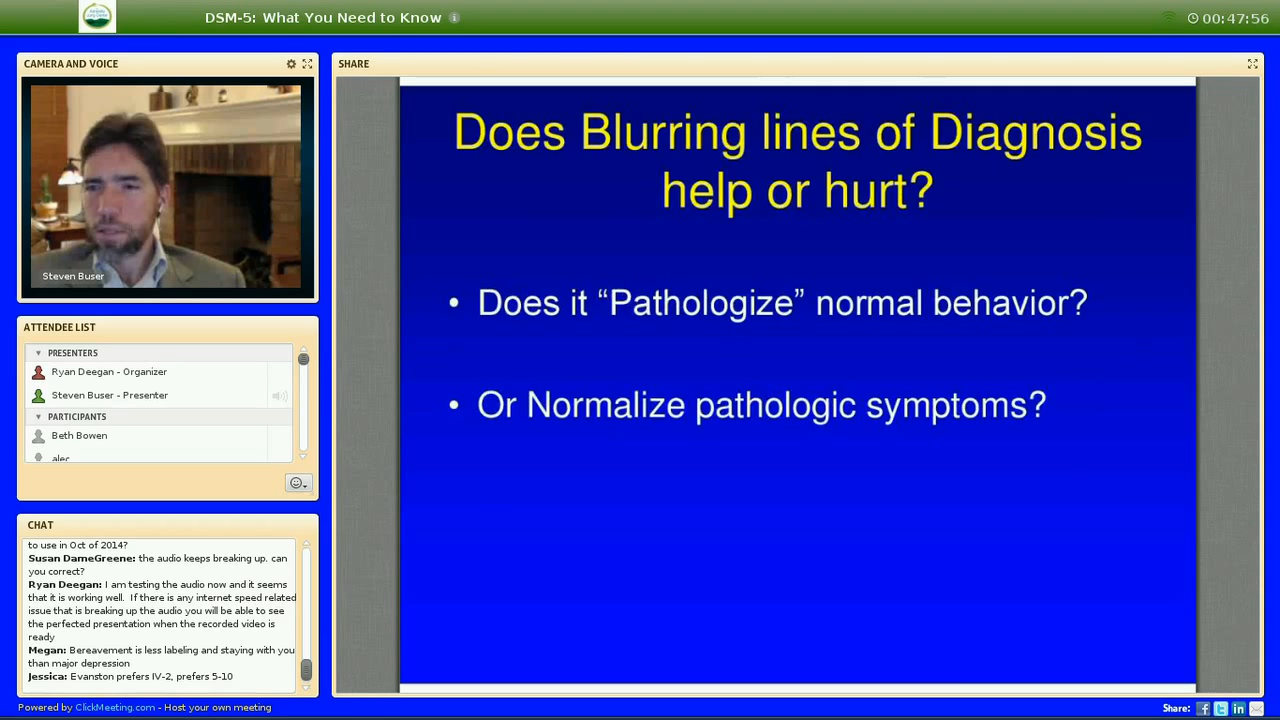 DSM-5: What You Need to Know
00:47:56
CAMERA AND VOICE
Steven Buser
ATTENDEE LIST
PRESENTERS
Ryan Deegan - Organizer
Steven Buser - Presenter
PARTICIPANTS
Beth Bowen
alec
CHAT
to use in Oct of 2014?
Susan DameGreene: the audio keeps breaking up. can
you correct?
Ryan Deegan: I am testing the audio now and it seems
that it is working well. If there is any internet speed related
issue that is breaking up the audio you will be able to see
the perfected presentation when the recorded video is
ready
Megan: Bereavement is less labeling and staying with you
than major depression
Jessica: Evanston prefers IV-2, prefers 5-10
SHARE
Does Blurring lines of Diagnosis
help or hurt?
• Does it “Pathologize” normal behavior?
• Or Normalize pathologic symptoms?
Powered by ClickMeeting.com - Host your own meeting
Share: